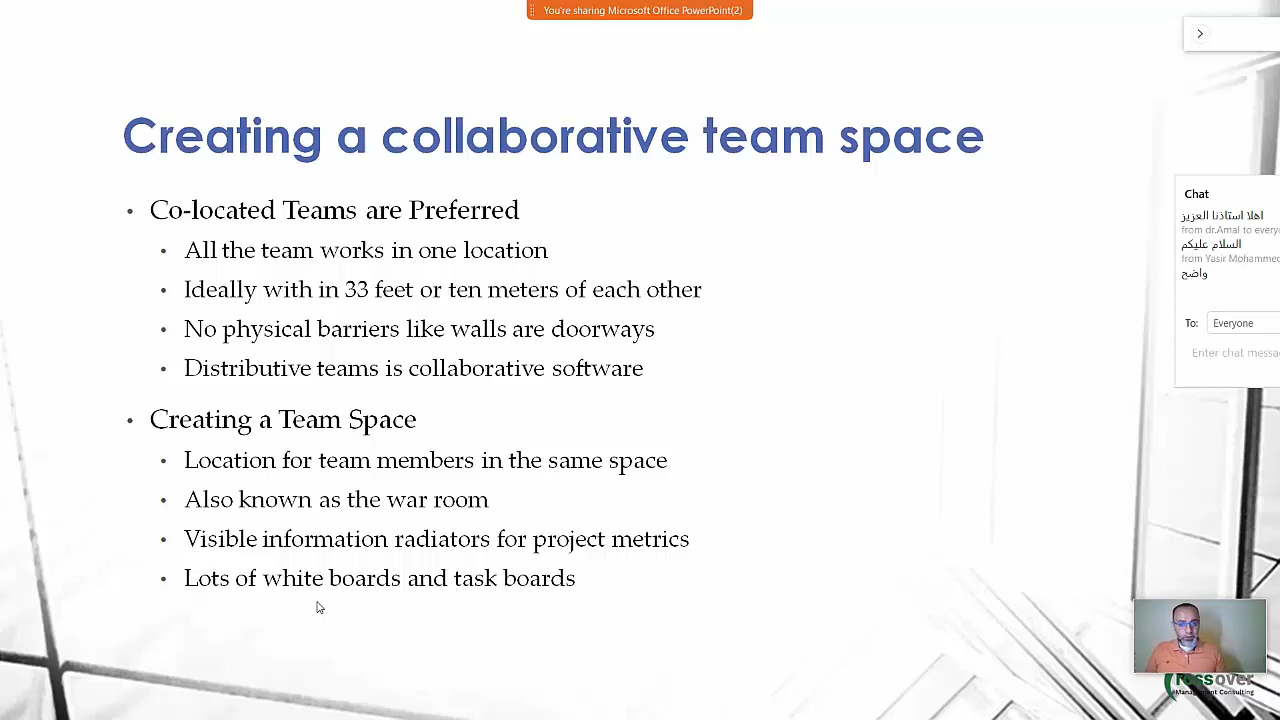 You're sharing Microsoft Office PowerPoint(2)
Creating a collaborative team space
• Co-located Teams are Preferred
• All the team works in one location
• Ideally with in 33 feet or ten meters of each other
• No physical barriers like walls are doorways
• Distributive teams is collaborative software
• Creating a Team Space
• Location for team members in the same space
• Also known as the war room
• Visible information radiators for project metrics
• Lots of white boards and task boards
Chat
اهلا استاذنا العزيز
from dr.Amal to every
السلام عليكم
from Yasir Mohammed
واضح
To: Everyone
Enter chat messa
rossover
Management Consulting